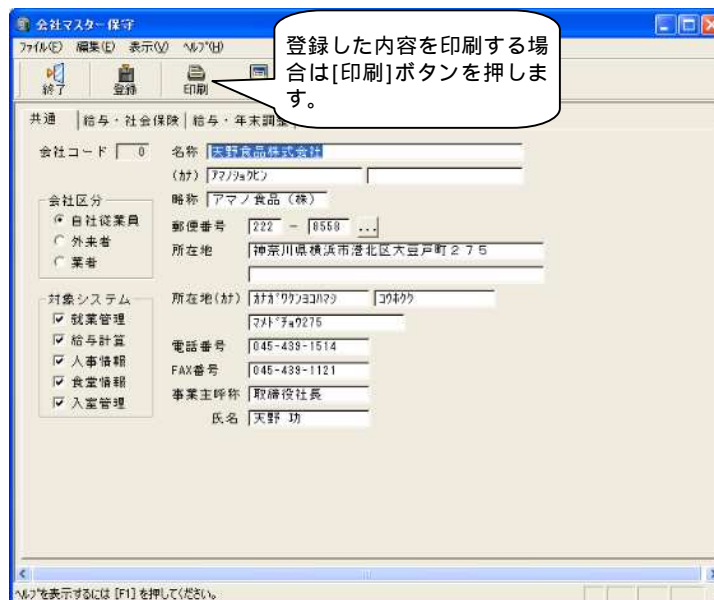 会社マスター保守
ファイル(E) 編集(E) 表示(V) ヘルプ(H)
登録した内容を印刷する場
合は[印刷]ボタンを押しま
す。
終了 登録 印刷
共通 給与・社会保険 給与・年末調整
会社コード 0 名称 天野食品株式会社
(カナ) アマノショクヒン
会社区分 略称 アマノ食品(株)
自社従業員 郵便番号 222 - 8558 ...
外来者 所在地 神奈川県横浜市港北区大豆戸町275
業者
対象システム 所在地(カナ) カナガワケンヨコハマシ コウホクク
就業管理 マメドチョウ275
給与計算 電話番号 045-439-1514
人事情報 FAX番号 045-439-1121
食堂情報 事業主呼称 取締役社長
入室管理 氏名 天野 功
ヘルプを表示するには [F1] を押してください。